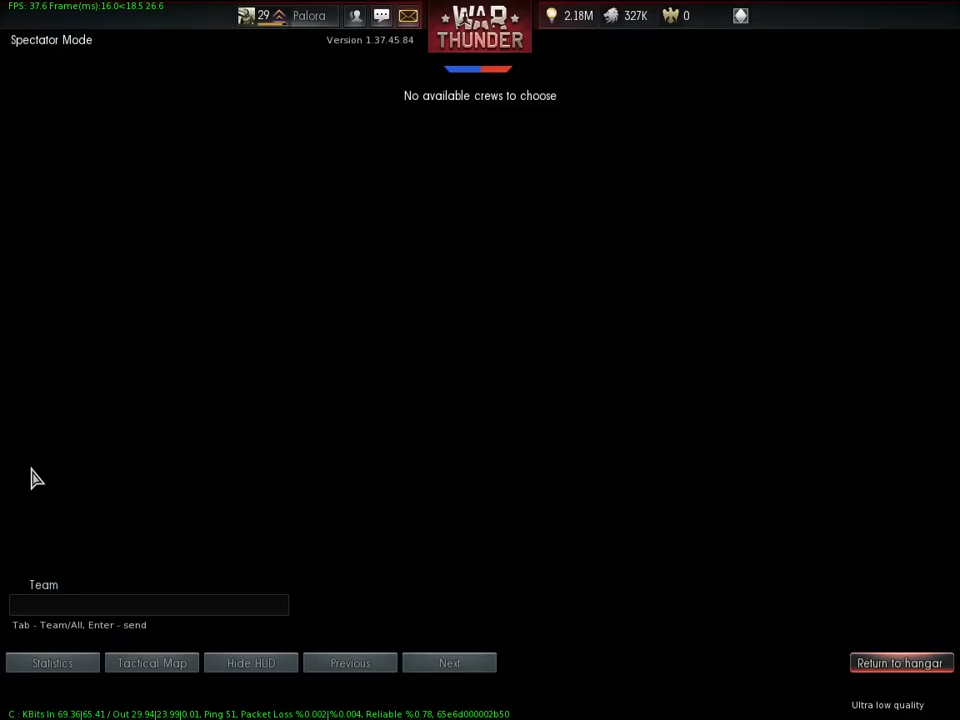 FPS: 37.6 Frame(ms):16.0<18.5 26.6
29 Palora
WAR THUNDER
2.18M 327K 0
Spectator Mode
Version 1.37.45.84
No available crews to choose
Team
Tab - Team/All, Enter - send
Statistics Tactical Map Hide HUD Previous Next Return to hangar
Ultra low quality
C : KBits In 69.36|65.41 / Out 29.94|23.99|0.01, Ping 51, Packet Loss %0.002|%0.004, Reliable %0.78, 65e6d000002b50